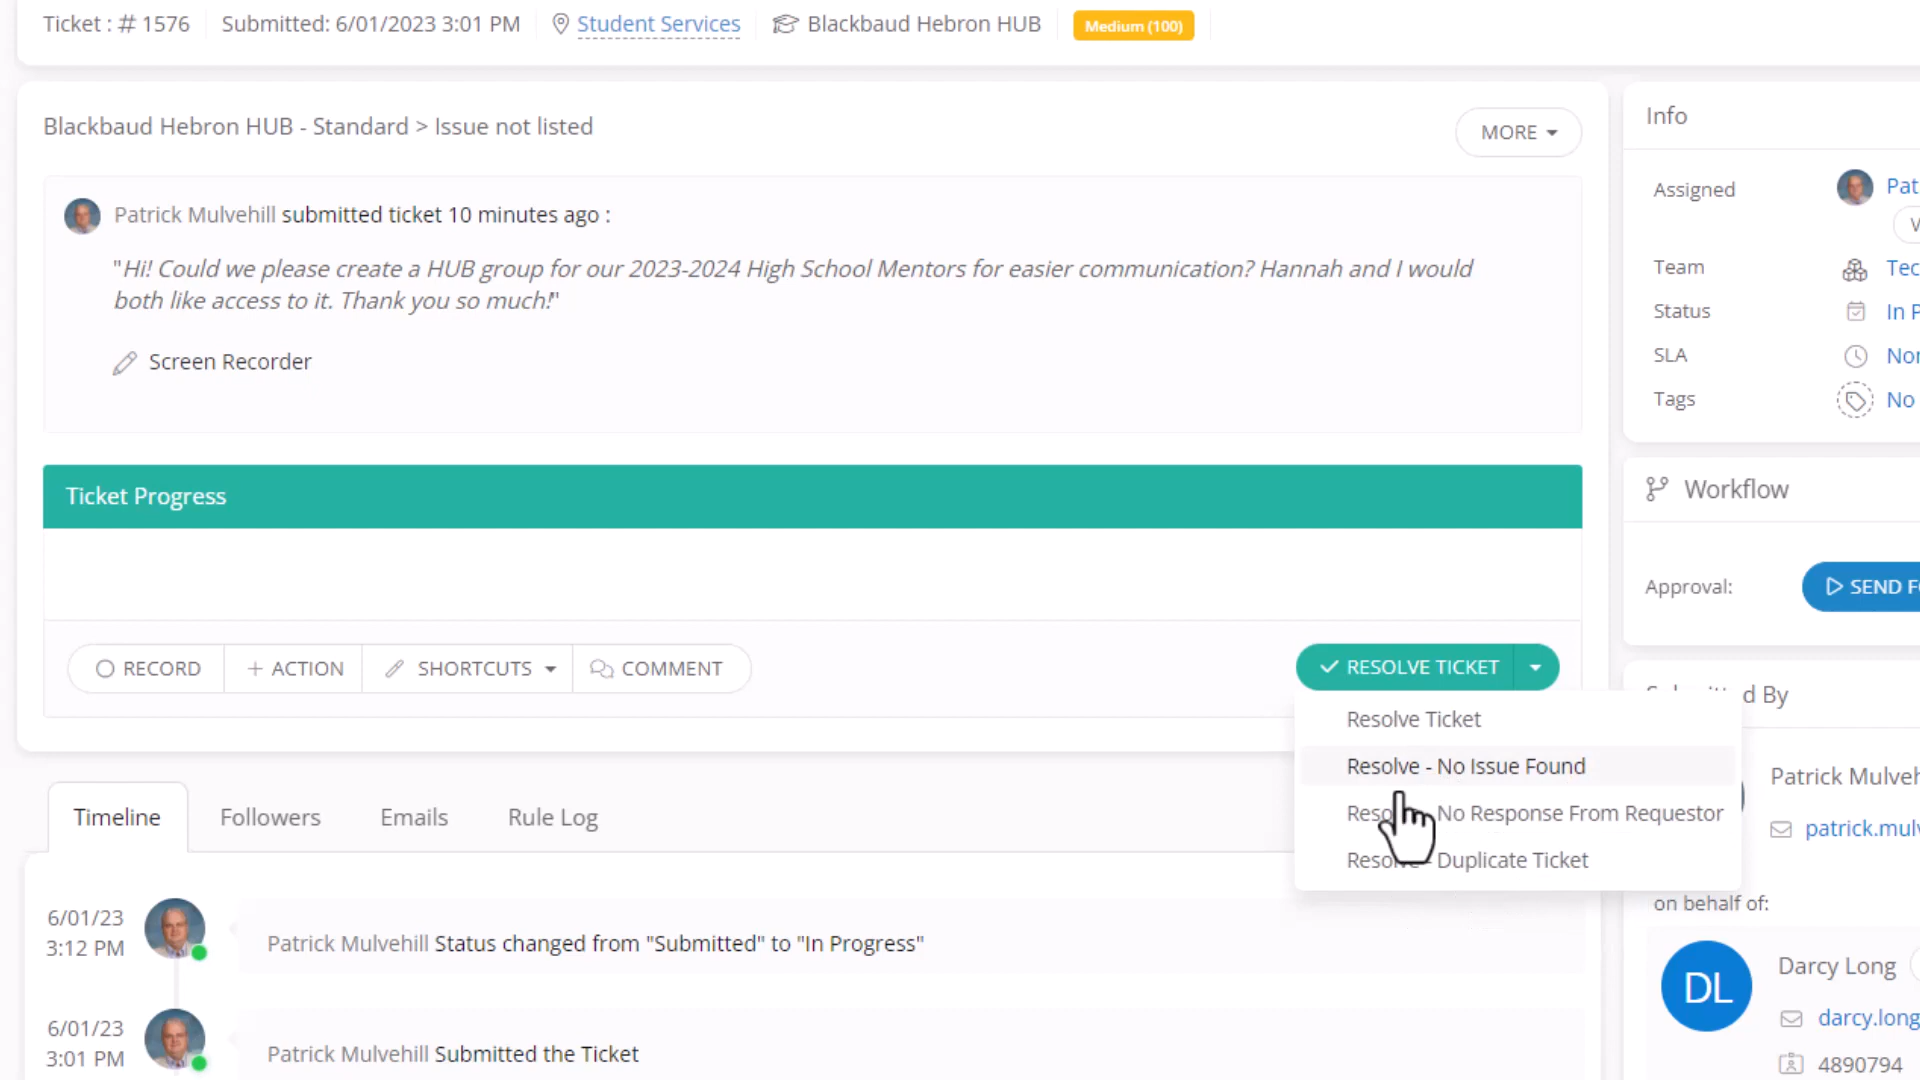 Ticket : # 1576 Submitted: 6/01/2023 3:01 PM Student Services Blackbaud Hebron HUB Medium (100)
Blackbaud Hebron HUB - Standard > Issue not listed
MORE
Patrick Mulvehill submitted ticket 10 minutes ago :
"Hi! Could we please create a HUB group for our 2023-2024 High School Mentors for easier communication? Hannah and I would
both like access to it. Thank you so much!"
Screen Recorder
Ticket Progress
RECORD + ACTION SHORTCUTS COMMENT
RESOLVE TICKET
Resolve Ticket
Resolve - No Issue Found
No Response From Requestor
Duplicate Ticket
Timeline Followers Emails Rule Log
6/01/23
3:12 PM
Patrick Mulvehill Status changed from "Submitted" to "In Progress"
6/01/23
3:01 PM
Patrick Mulvehill Submitted the Ticket
Info
Assigned Pat
V
Team Tec
Status In P
SLA Non
Tags No
Workflow
Approval: SEND FO
d By
Patrick Mulveh
patrick.mulv
on behalf of:
DL
Darcy Long
darcy.long
4890794